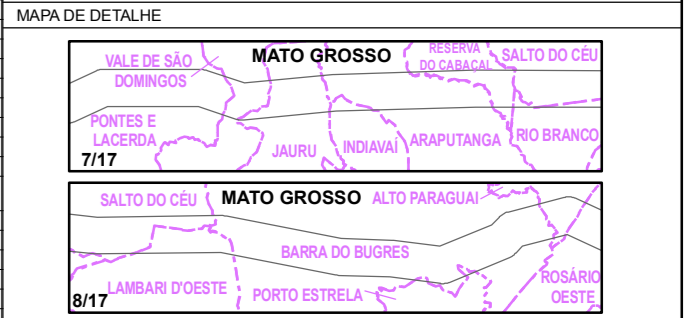 MAPA DE DETALHE
VALE DE SÃO
DOMINGOS
MATO GROSSO
RESERVA
DO CABAÇAL
SALTO DO CÉU
PONTES E
LACERDA
JAURU
INDIAVAÍ
ARAPUTANGA
RIO BRANCO
7/17
SALTO DO CÉU
MATO GROSSO
ALTO PARAGUAI
BARRA DO BUGRES
LAMBARI D'OESTE
PORTO ESTRELA
ROSÁRIO
OESTE
8/17